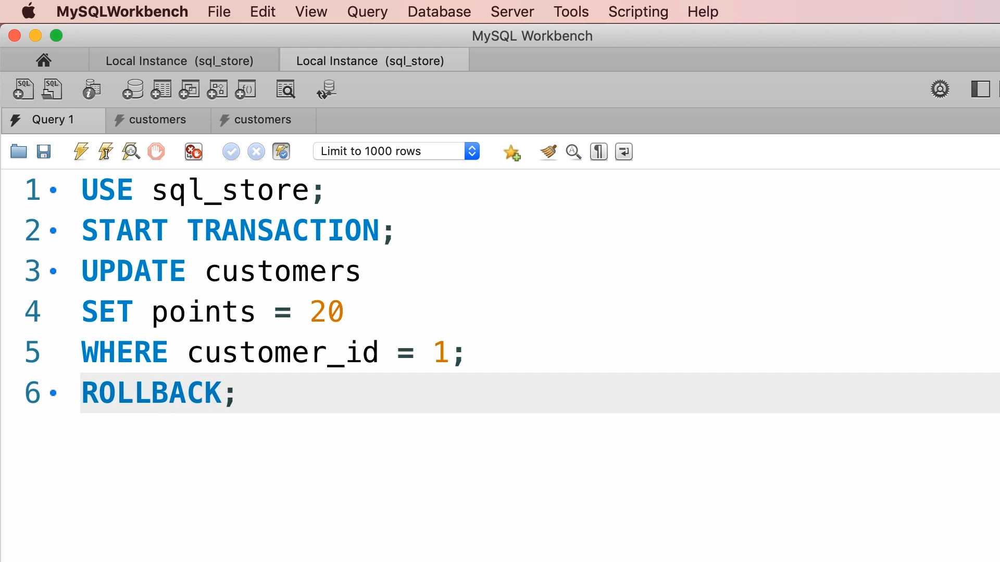 MySQLWorkbench File Edit View Query Database Server Tools Scripting Help
MySQL Workbench
Local Instance (sql_store) Local Instance (sql_store)
SQL SQL
Query 1 customers customers
Limit to 1000 rows
1 USE sql_store;
2 START TRANSACTION;
3 UPDATE customers
4 SET points = 20
5 WHERE customer_id = 1;
6 ROLLBACK;